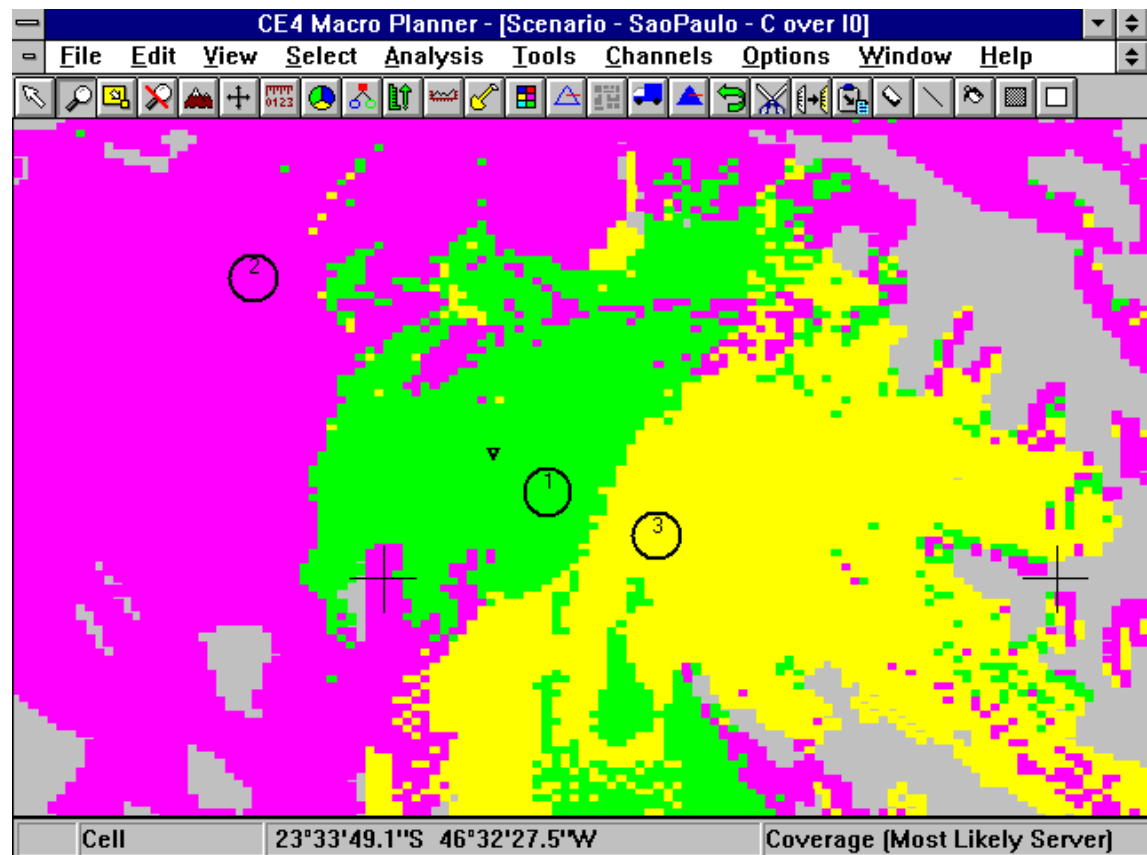 CE4 Macro Planner - [Scenario - SaoPaulo - C over I0]
File Edit View Select Analysis Tools Channels Options Window Help
0123
2
1
3
Cell 23°33'49.1"S 46°32'27.5"W Coverage (Most Likely Server)